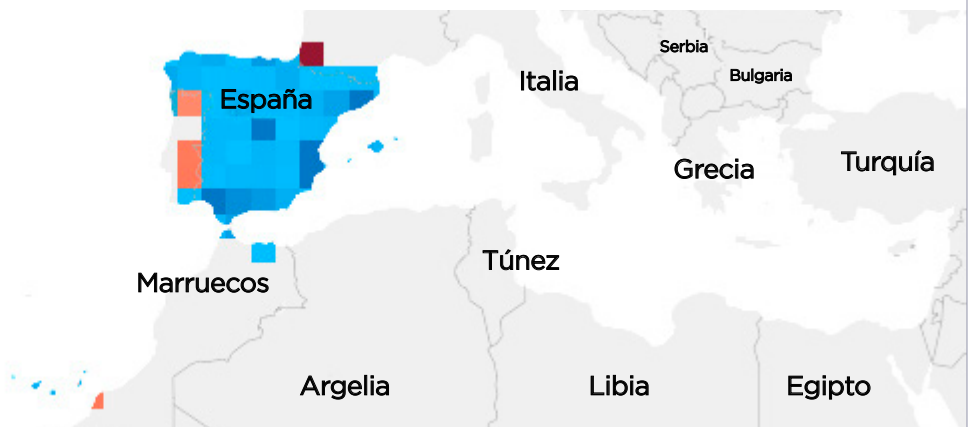 Serbia
Bulgaria
Italia
España
Grecia
Turquía
Túnez
Marruecos
Argelia
Libia
Egipto